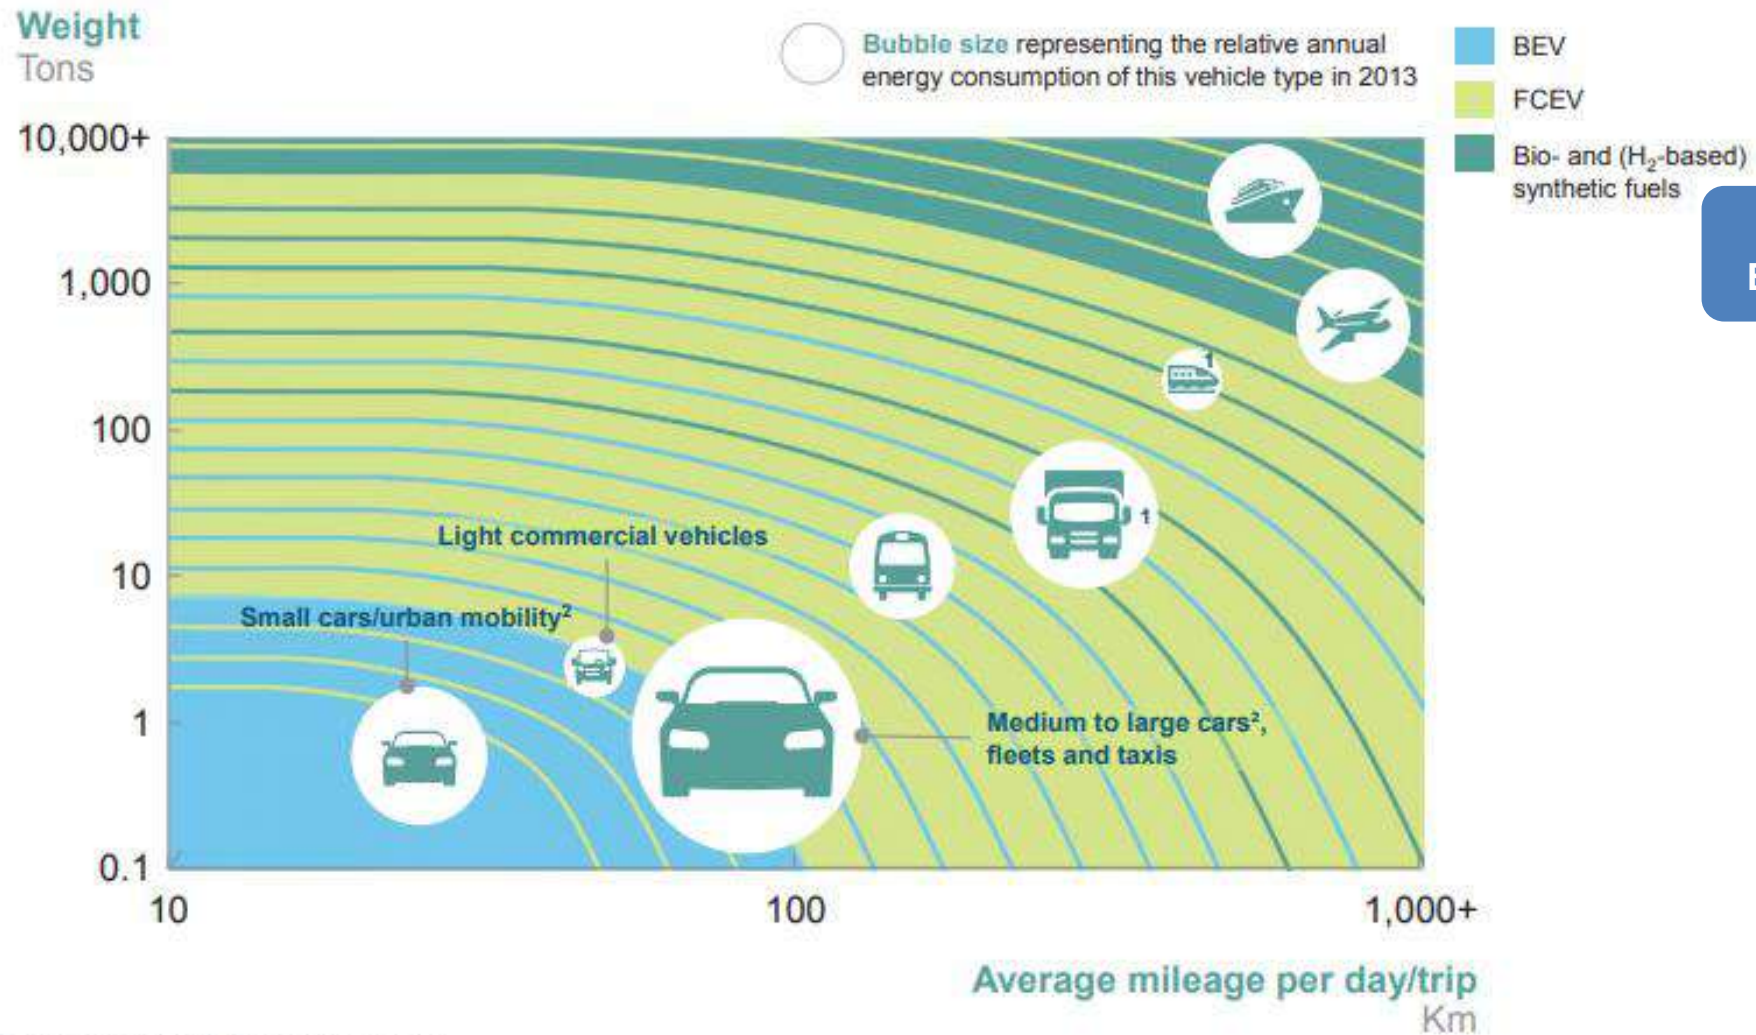 Weight
Tons
Bubble size representing the relative annual
energy consumption of this vehicle type in 2013
BEV
FCEV
Bio- and (H₂-based)
synthetic fuels
10,000+
1,000
100
10
1
0.1
1
1
Light commercial vehicles
Small cars/urban mobility²
Medium to large cars²,
fleets and taxis
10
100
1,000+
Average mileage per day/trip
Km